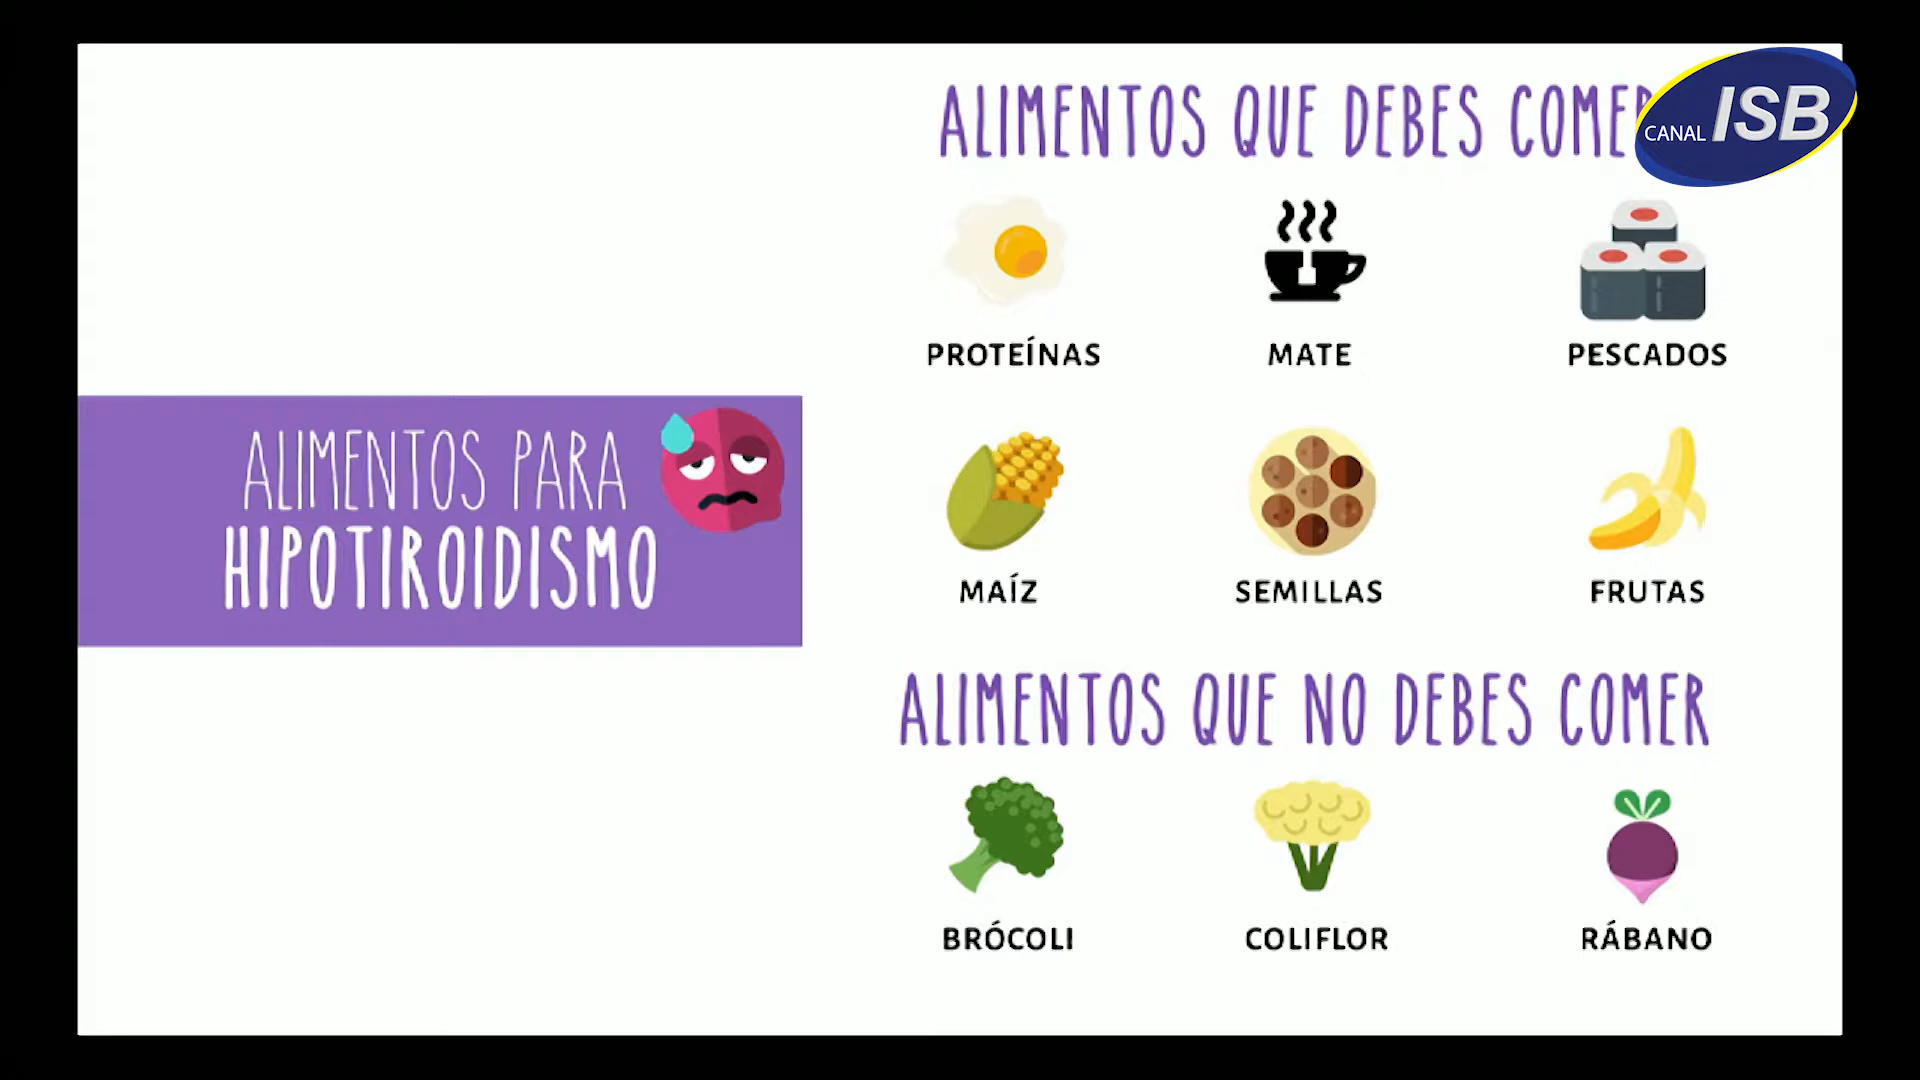 ALIMENTOS QUE DEBES COMER
CANAL ISB
PROTEÍNAS
MATE
PESCADOS
MAÍZ
SEMILLAS
FRUTAS
ALIMENTOS PARA
HIPOTIROIDISMO
ALIMENTOS QUE NO DEBES COMER
BRÓCOLI
COLIFLOR
RÁBANO